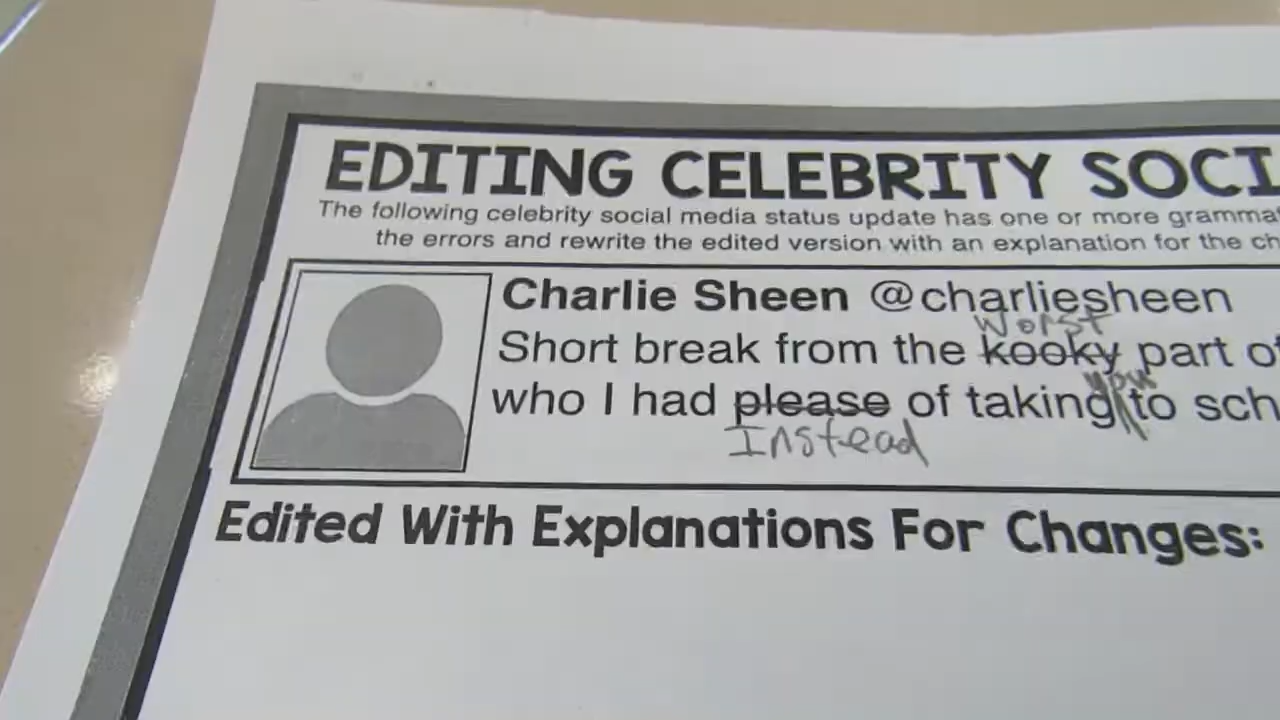 EDITING CELEBRITY SOCI
The following celebrity social media status update has one or more grammat
the errors and rewrite the edited version with an explanation for the ch
Charlie Sheen @charliesheen
Worst
Short break from the kooky part of
you
who I had please of taking to sch
Instead
Edited With Explanations For Changes: